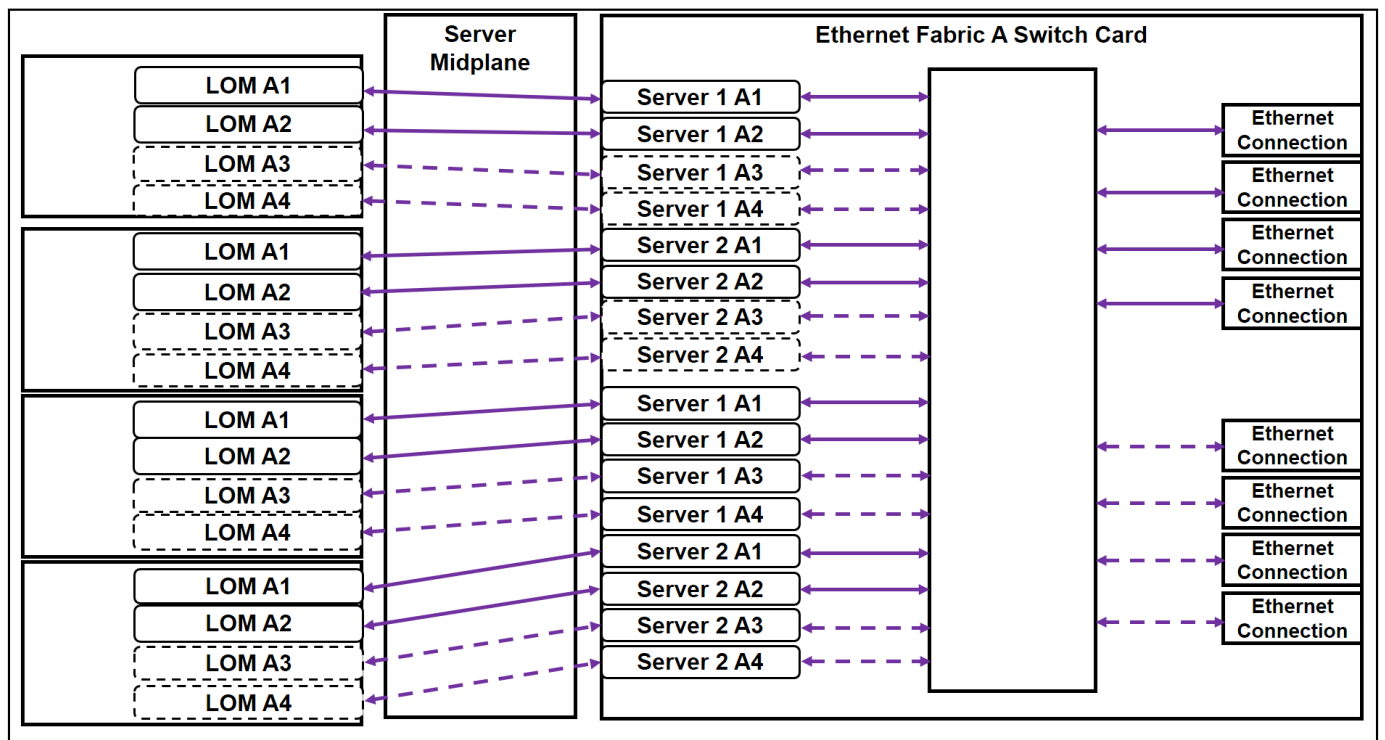 Server
Midplane
Ethernet Fabric A Switch Card
LOM A1
LOM A2
LOM A3
LOM A4
LOM A1
LOM A2
LOM A3
LOM A4
LOM A1
LOM A2
LOM A3
LOM A4
LOM A1
LOM A2
LOM A3
LOM A4
Server 1 A1
Server 1 A2
Server 1 A3
Server 1 A4
Server 2 A1
Server 2 A2
Server 2 A3
Server 2 A4
Server 1 A1
Server 1 A2
Server 1 A3
Server 1 A4
Server 2 A1
Server 2 A2
Server 2 A3
Server 2 A4
Ethernet
Connection
Ethernet
Connection
Ethernet
Connection
Ethernet
Connection
Ethernet
Connection
Ethernet
Connection
Ethernet
Connection
Ethernet
Connection